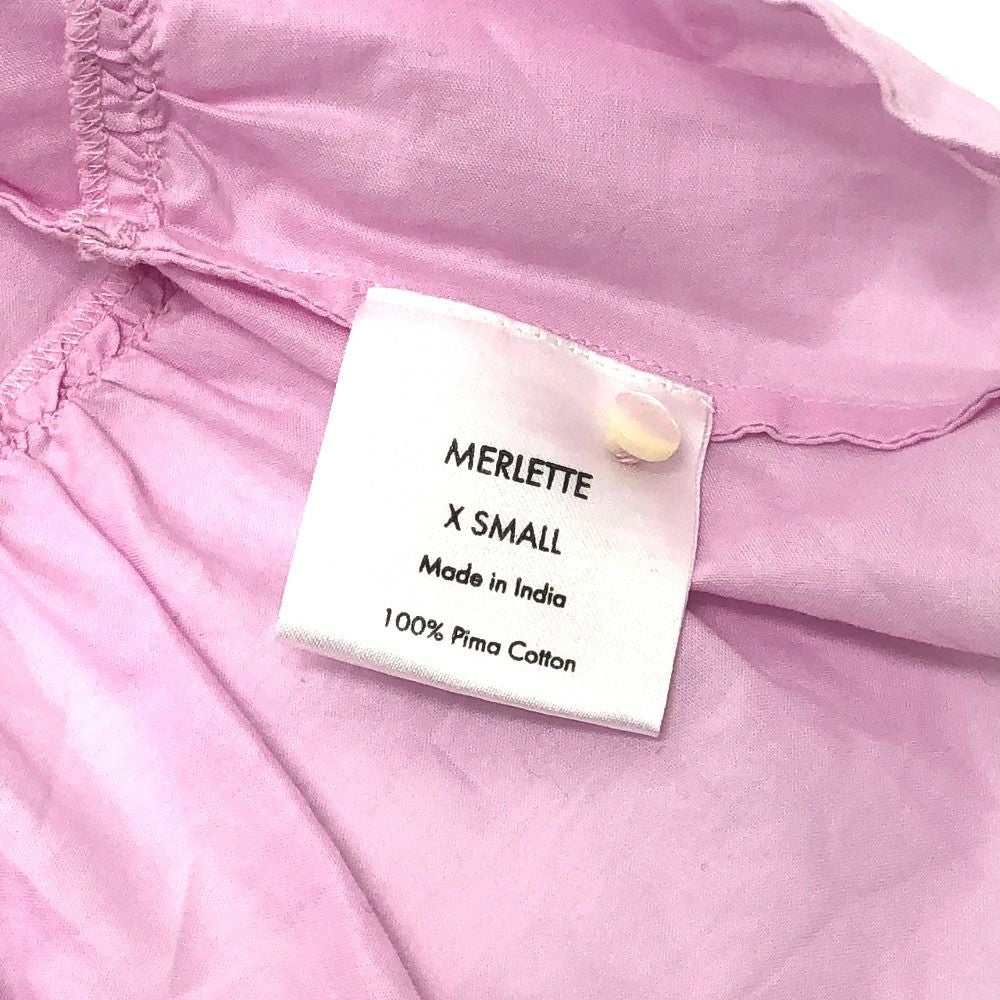 MERLETTE
X SMALL
Made in India
100% Pima Cotton